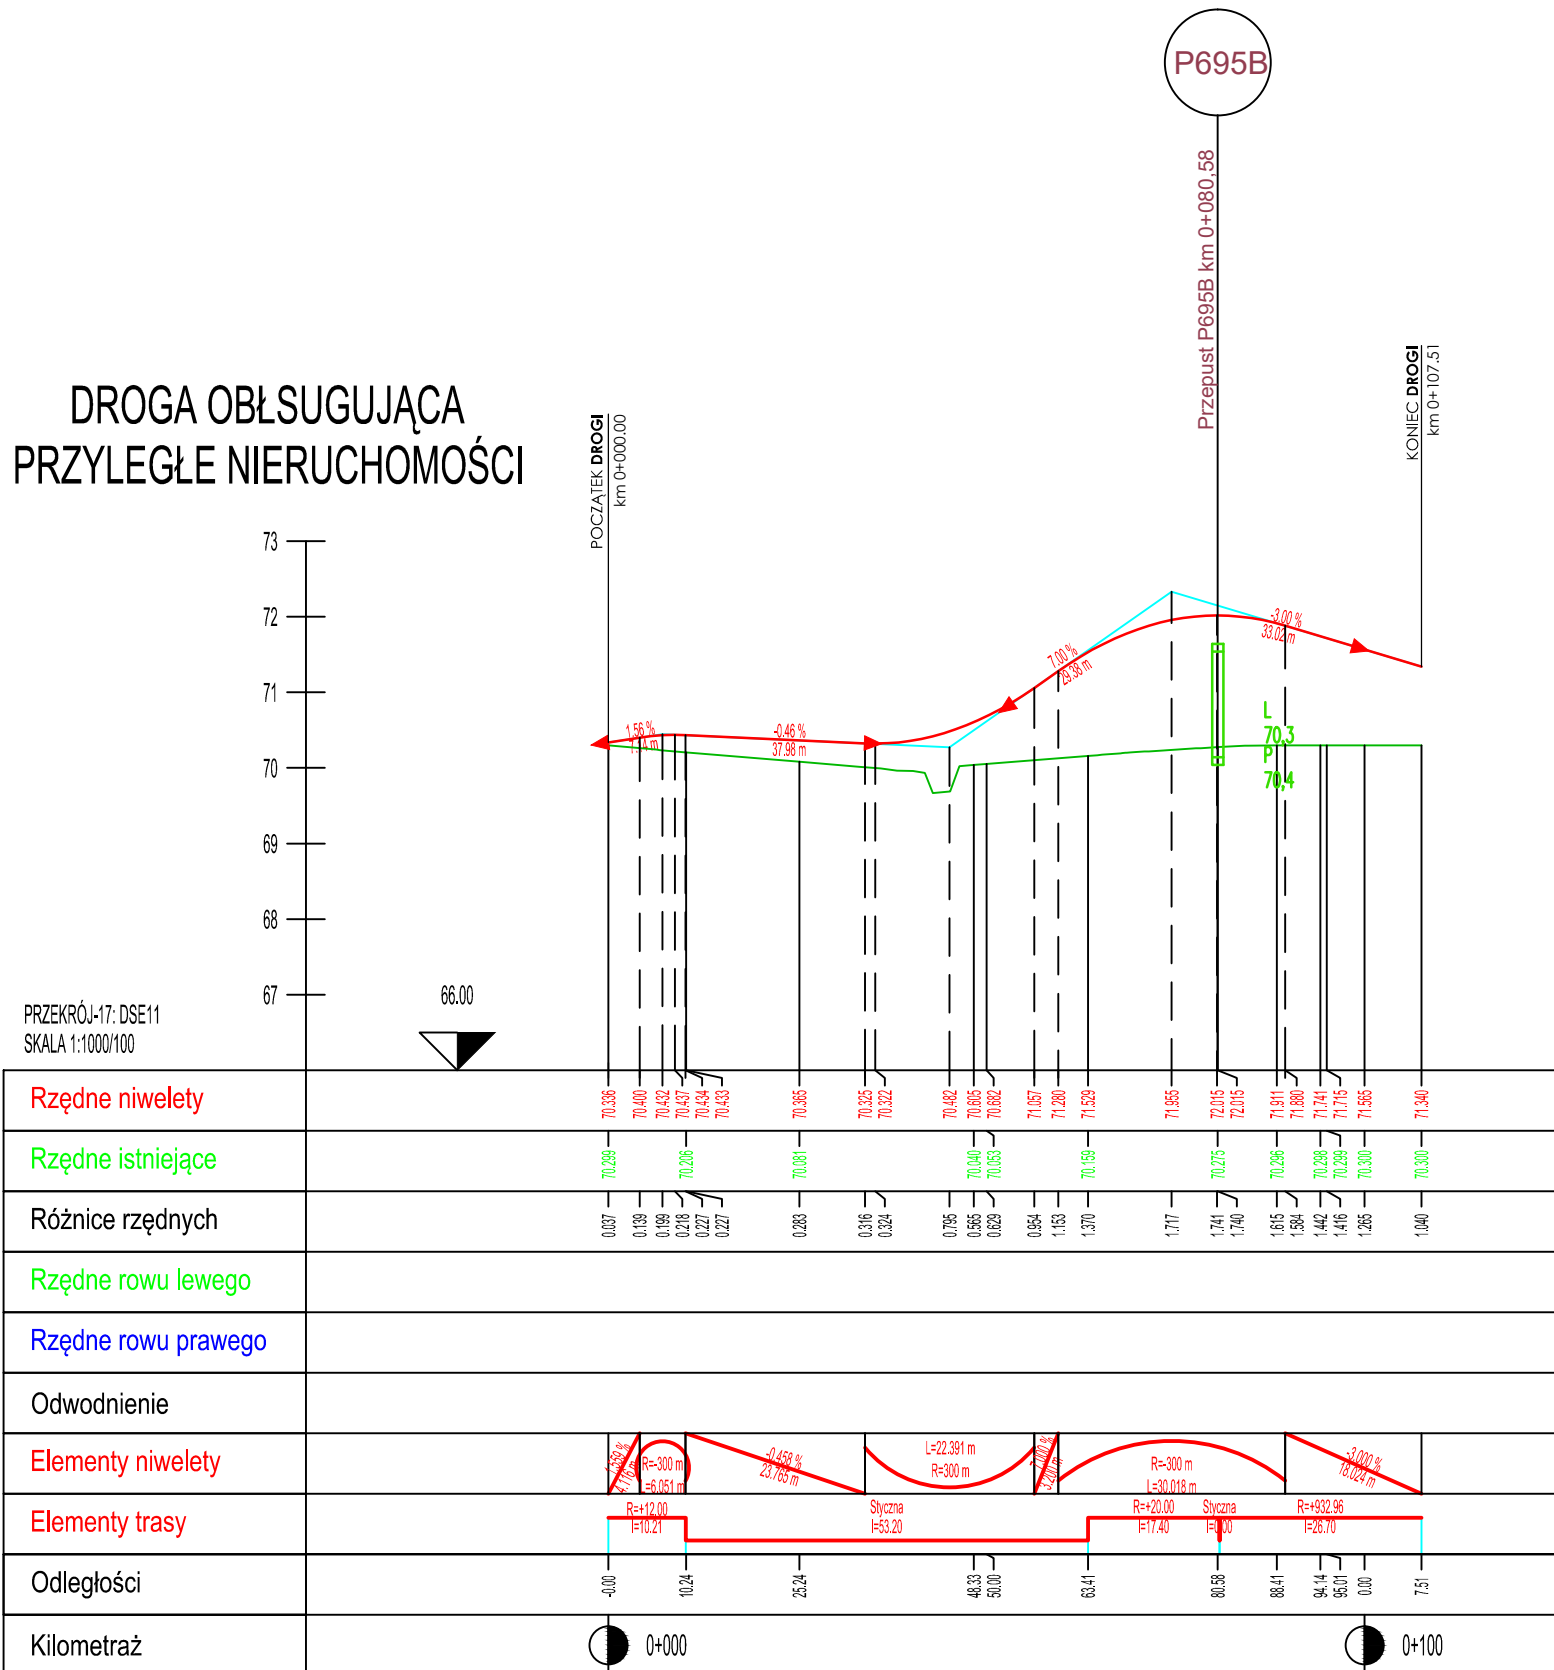 P695B
Przepust P695B km 0+080,58
KONIEC DROGI
km 0+107.51
DROGA OBŁSUGUJĄCA
PRZYLEGŁE NIERUCHOMOŚCI
POCZĄTEK DROGI
km 0+000.00
73
72
71
70
69
68
67
1.56 %
-0.46 %
37.98 m
7.00 %
29.38 m
-3.00 %
33.02 m
L
70,3
P
70,4
66.00
PRZEKRÓJ-17: DSE11
SKALA 1:1000/100
Rzędne niwelety
70.336 70.400 70.432 70.437 70.434 70.433 70.365 70.325 70.322 70.482 70.605 70.682 71.057 71.280 71.529 71.955 72.015 72.015 71.911 71.880 71.741 71.715 71.565 71.340
Rzędne istniejące
70.299 70.206 70.081 70.040 70.053 70.159 70.275 70.296 70.298 70.299 70.300 70.300
Różnice rzędnych
0.037 0.139 0.199 0.218 0.227 0.227 0.283 0.316 0.324 0.795 0.565 0.629 0.954 1.153 1.370 1.717 1.741 1.740 1.615 1.584 1.442 1.416 1.265 1.040
Rzędne rowu lewego
Rzędne rowu prawego
Odwodnienie
Elementy niwelety
1.559 %
4.116 m
R=-300 m
L=6.051 m
-0.458 %
23.765 m
L=22.391 m
R=300 m
3.200 m
R=-300 m
L=30.018 m
-3.000 %
18.024 m
Elementy trasy
R=+12.00
l=10.21
Styczna
l=53.20
R=+20.00
l=17.40
Styczna
l=0.00
R=+932.96
l=26.70
Odległości
-0.00 10.24 25.24 48.33 50.00 63.41 80.58 88.41 94.14 95.01 0.00 7.51
Kilometraż
0+000
0+100